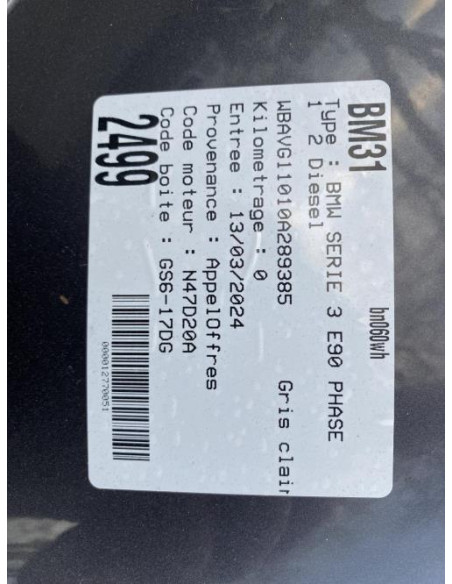 BM31
bn060wh
Type : BMW SERIE 3 E90 PHASE
1 2 Diesel
WBAVG11010A289385 Gris clair
Kilometrage : 0
Entree : 13/03/2024
Provenance : AppelOffres
Code moteur : N47D20A
Code boite : GS6-17DG
2499
000012770051